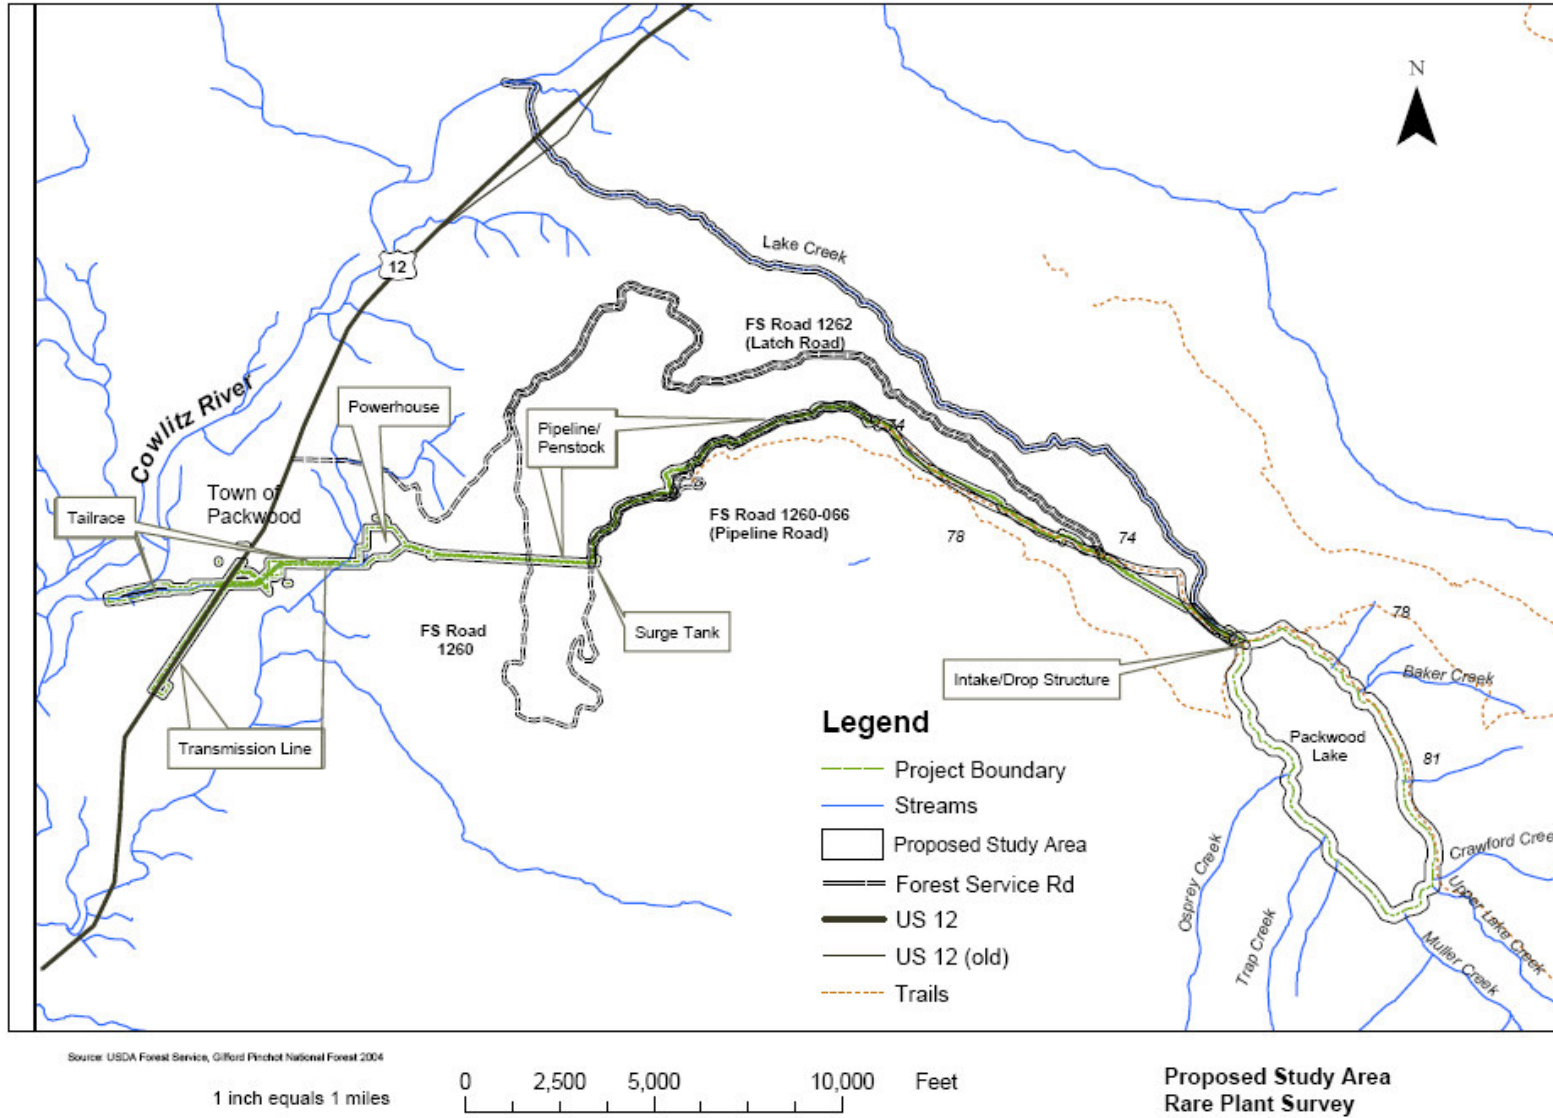 N
Lake Creek
12
FS Road 1262
(Latch Road)
Cowlitz River
Powerhouse
Pipeline/
Penstock
Town of
Packwood
Tailrace
FS Road 1260-066
(Pipeline Road)
78
74
FS Road
1260
Surge Tank
78
Intake/Drop Structure
Baker Creek
Transmission Line
Packwood
Lake
81
Legend
Project Boundary
Streams
Proposed Study Area
Forest Service Rd
US 12
US 12 (old)
Trails
Osprey Creek
Trap Creek
Crawford Cree
Upper Lake Creek
Muller Creek
Source: USDA Forest Service, Gifford Pinchot National Forest 2004
1 inch equals 1 miles
0 2,500 5,000 10,000 Feet
Proposed Study Area
Rare Plant Survey